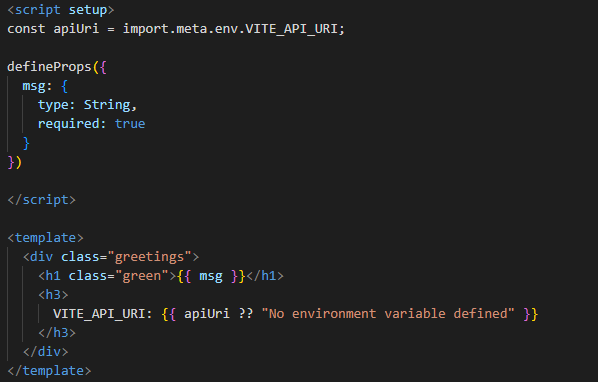 <script setup>
const apiUri = import.meta.env.VITE_API_URI;

defineProps({
  msg: {
    type: String,
    required: true
  }
})

</script>

<template>
  <div class="greetings">
    <h1 class="green">{{ msg }}</h1>
    <h3>
      VITE_API_URI: {{ apiUri ?? "No environment variable defined" }}
    </h3>
  </div>
</template>